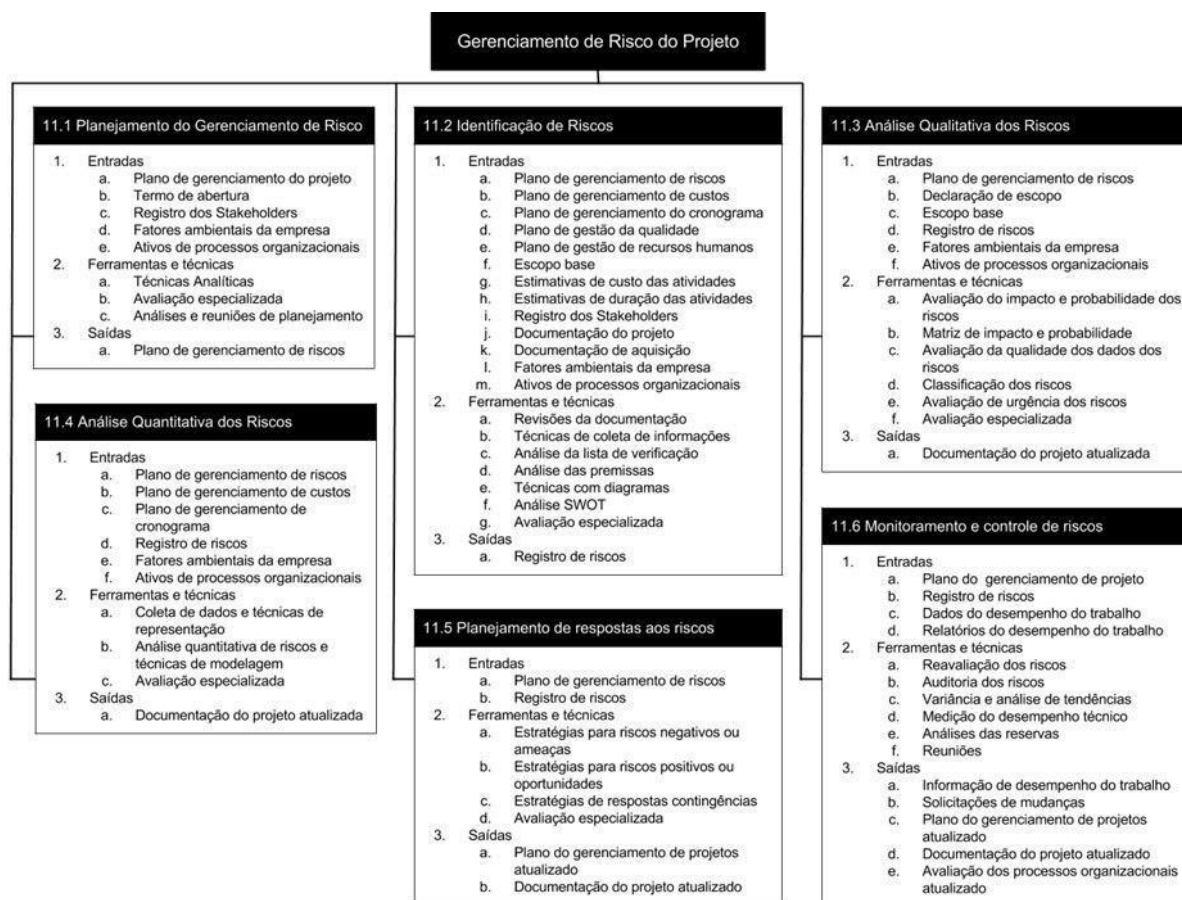 Gerenciamento de Risco do Projeto
11.1 Planejamento do Gerenciamento de Risco
1. Entradas
a. Plano de gerenciamento do projeto
b. Termo de abertura
c. Registro dos Stakeholders
d. Fatores ambientais da empresa
e. Ativos de processos organizacionais
2. Ferramentas e técnicas
a. Técnicas Analíticas
b. Avaliação especializada
c. Análises e reuniões de planejamento
3. Saídas
a. Plano de gerenciamento de riscos
11.2 Identificação de Riscos
1. Entradas
a. Plano de gerenciamento de riscos
b. Plano de gerenciamento de custos
c. Plano de gerenciamento do cronograma
d. Plano de gestão da qualidade
e. Plano de gestão de recursos humanos
f. Escopo base
g. Estimativas de custo das atividades
h. Estimativas de duração das atividades
i. Registro dos Stakeholders
j. Documentação do projeto
k. Documentação de aquisição
l. Fatores ambientais da empresa
m. Ativos de processos organizacionais
2. Ferramentas e técnicas
a. Revisões da documentação
b. Técnicas de coleta de informações
c. Análise da lista de verificação
d. Análise das premissas
e. Técnicas com diagramas
f. Análise SWOT
g. Avaliação especializada
3. Saídas
a. Registro de riscos
11.3 Análise Qualitativa dos Riscos
1. Entradas
a. Plano de gerenciamento de riscos
b. Declaração de escopo
c. Escopo base
d. Registro de riscos
e. Fatores ambientais da empresa
f. Ativos de processos organizacionais
2. Ferramentas e técnicas
a. Avaliação do impacto e probabilidade dos
riscos
b. Matriz de impacto e probabilidade
c. Avaliação da qualidade dos dados dos
riscos
d. Classificação dos riscos
e. Avaliação de urgência dos riscos
f. Avaliação especializada
3. Saídas
a. Documentação do projeto atualizada
11.4 Análise Quantitativa dos Riscos
1. Entradas
a. Plano de gerenciamento de riscos
b. Plano de gerenciamento de custos
c. Plano de gerenciamento de
cronograma
d. Registro de riscos
e. Fatores ambientais da empresa
f. Ativos de processos organizacionais
2. Ferramentas e técnicas
a. Coleta de dados e técnicas de
representação
b. Análise quantitativa de riscos e
técnicas de modelagem
c. Avaliação especializada
3. Saídas
a. Documentação do projeto atualizada
11.5 Planejamento de respostas aos riscos
1. Entradas
a. Plano de gerenciamento de riscos
b. Registro de riscos
2. Ferramentas e técnicas
a. Estratégias para riscos negativos ou
ameaças
b. Estratégias para riscos positivos ou
oportunidades
c. Estratégias de respostas contingências
d. Avaliação especializada
3. Saídas
a. Plano do gerenciamento de projetos
atualizado
b. Documentação do projeto atualizado
11.6 Monitoramento e controle de riscos
1. Entradas
a. Plano do gerenciamento de projeto
b. Registro de riscos
c. Dados do desempenho do trabalho
d. Relatórios do desempenho do trabalho
2. Ferramentas e técnicas
a. Reavaliação dos riscos
b. Auditoria dos riscos
c. Variância e análise de tendências
d. Medição do desempenho técnico
e. Análises das reservas
f. Reuniões
3. Saídas
a. Informação de desempenho do trabalho
b. Solicitações de mudanças
c. Plano do gerenciamento de projetos
atualizado
d. Documentação do projeto atualizado
e. Avaliação dos processos organizacionais
atualizado